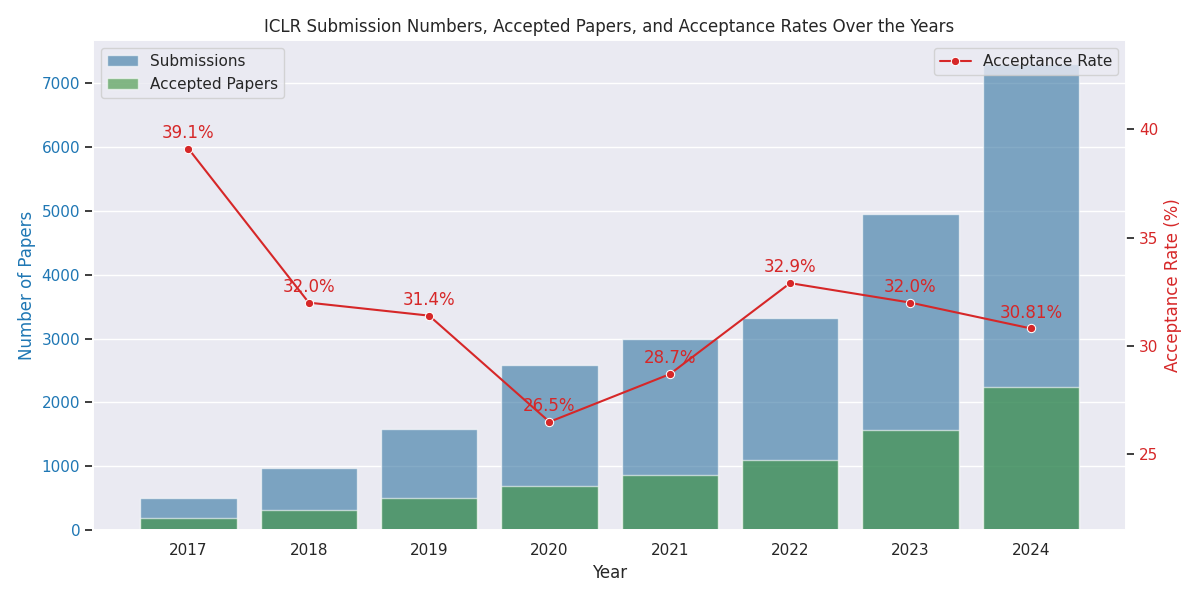 ICLR Submission Numbers, Accepted Papers, and Acceptance Rates Over the Years
Submissions
Accepted Papers
Acceptance Rate
Number of Papers
7000
6000
5000
4000
3000
2000
1000
0
39.1%
32.0%
31.4%
26.5%
28.7%
32.9%
32.0%
30.81%
40
35
30
25
Acceptance Rate (%)
2017 2018 2019 2020 2021 2022 2023 2024
Year